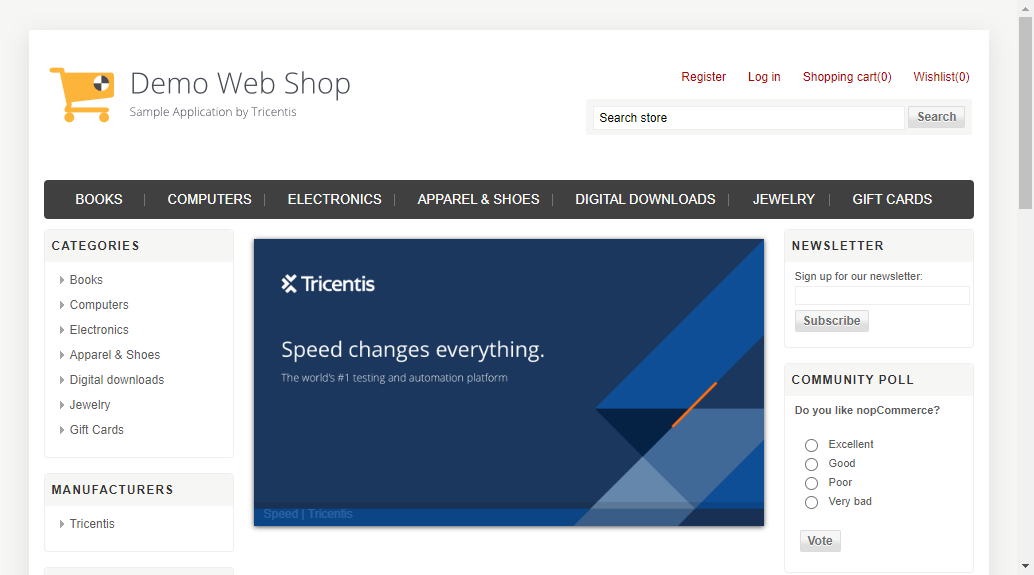 Demo Web Shop
Sample Application by Tricentis
Register
Log in
Shopping cart(0)
Wishlist(0)
Search store
Search
BOOKS
COMPUTERS
ELECTRONICS
APPAREL & SHOES
DIGITAL DOWNLOADS
JEWELRY
GIFT CARDS
CATEGORIES
Books
Computers
Electronics
Apparel & Shoes
Digital downloads
Jewelry
Gift Cards
MANUFACTURERS
Tricentis
Tricentis
Speed changes everything.
The world's #1 testing and automation platform
Speed | Tricentis
NEWSLETTER
Sign up for our newsletter:
Subscribe
COMMUNITY POLL
Do you like nopCommerce?
Excellent
Good
Poor
Very bad
Vote